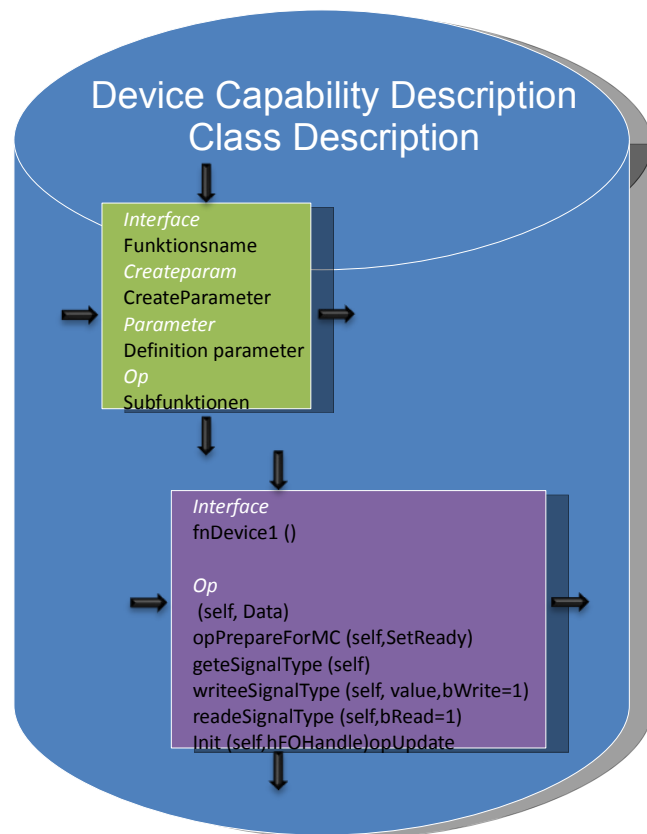 Device Capability Description
Class Description
Interface
Funktionsname
Createparam
CreateParameter
Parameter
Definition parameter
Op
Subfunktionen
Interface
fnDevice1 ()
Op
(self, Data)
opPrepareForMC (self,SetReady)
geteSignalType (self)
writeeSignalType (self, value,bWrite=1)
readeSignalType (self,bRead=1)
Init (self,hFOHandle)opUpdate